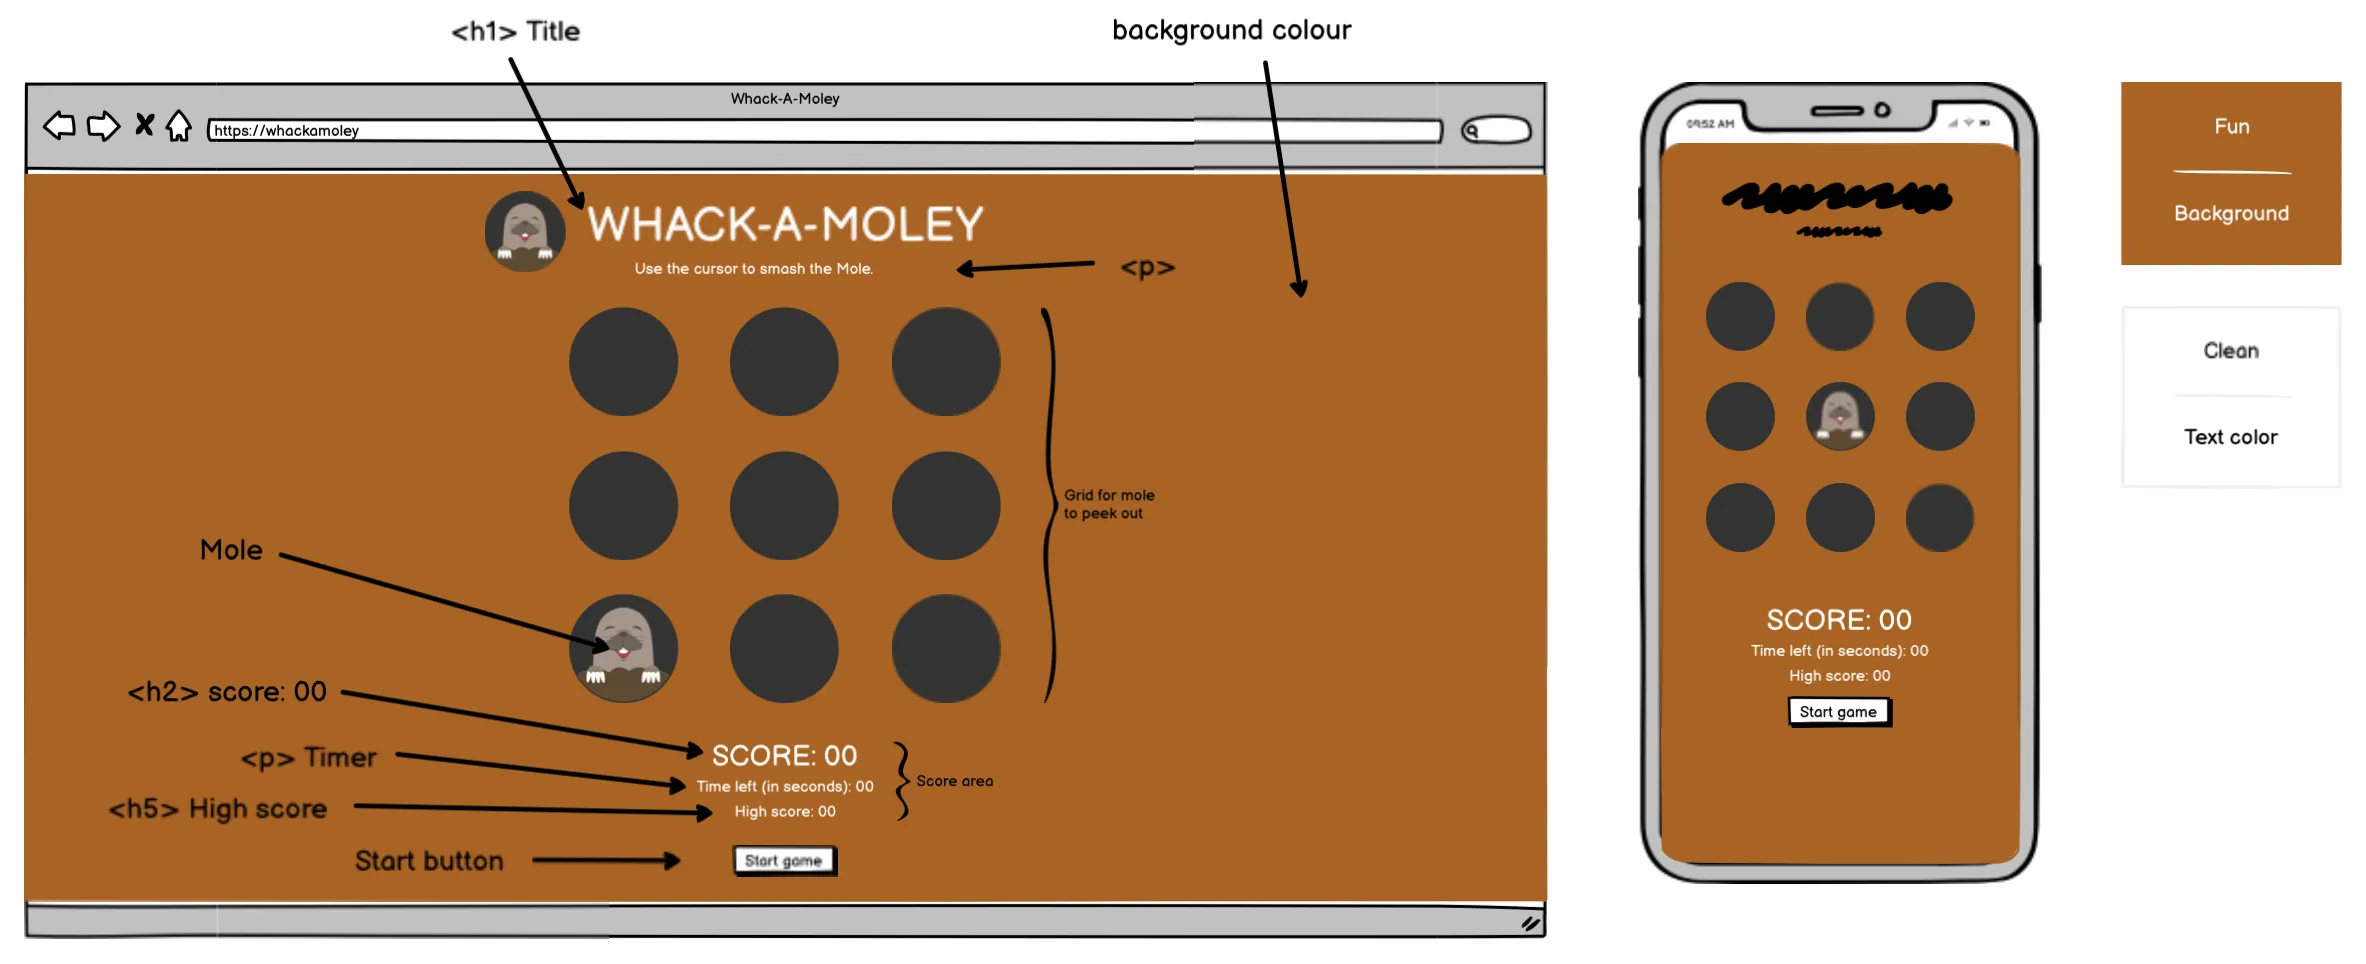 <h1> Title
background colour
Whack-A-Moley
https://whackamoley
WHACK-A-MOLEY
Use the cursor to smash the Mole.
<p>
Grid for mole
to peek out
Mole
<h2> score: 00
<p> Timer
<h5> High score
Start button
SCORE: 00
Time left (in seconds): 00
High score: 00
Score area
Start game
09:52 AM
SCORE: 00
Time left (in seconds): 00
High score: 00
Start game
Fun
Background
Clean
Text color